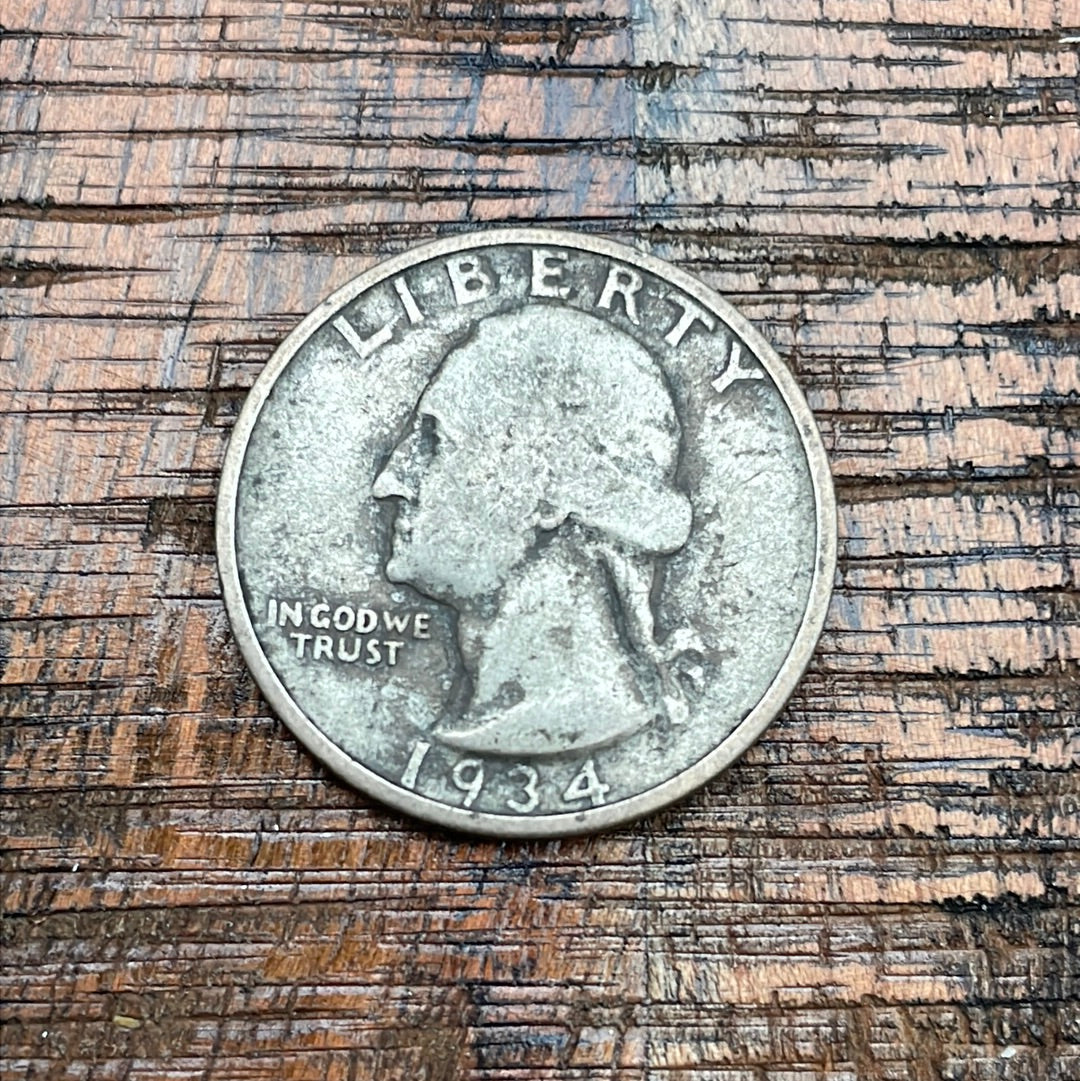 LIBERTY
IN GOD WE
TRUST
1934